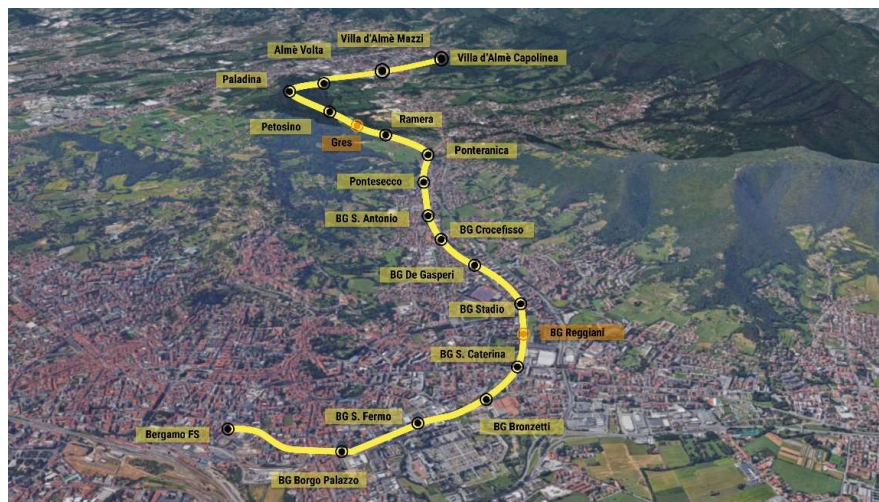 Villa d'Almè Mazzi
Almè Volta
Villa d'Almè Capolinea
Paladina
Ramera
Petosino
Gres
Ponteranica
Pontesecco
BG S. Antonio
BG Crocefisso
BG De Gasperi
BG Stadio
BG Reggiani
BG S. Caterina
BG S. Fermo
BG Bronzetti
Bergamo FS
BG Borgo Palazzo